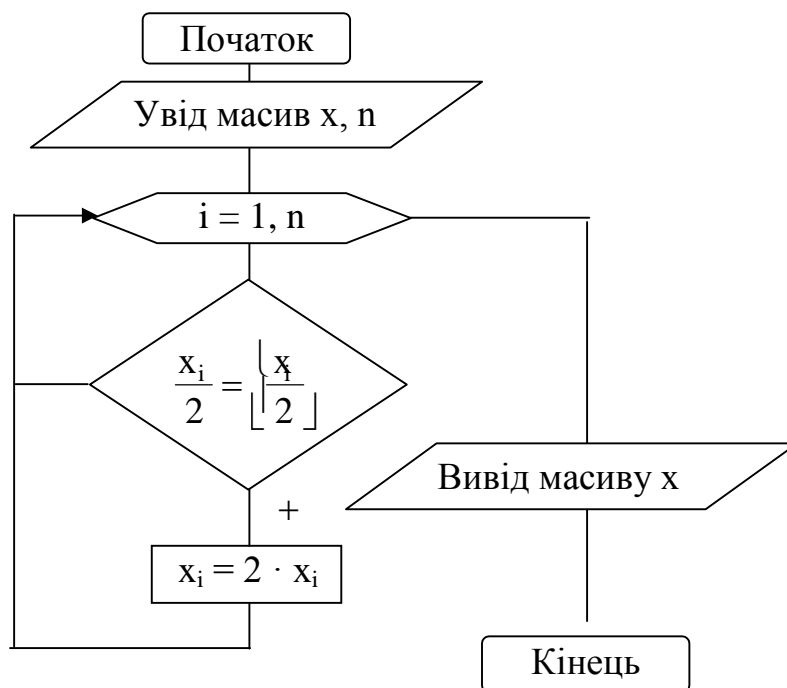 Початок
Увід масив x, n
i = 1, n
xᵢ/2 = ⌊xᵢ/2⌋
+
xᵢ = 2 · xᵢ
Вивід масиву x
Кінець